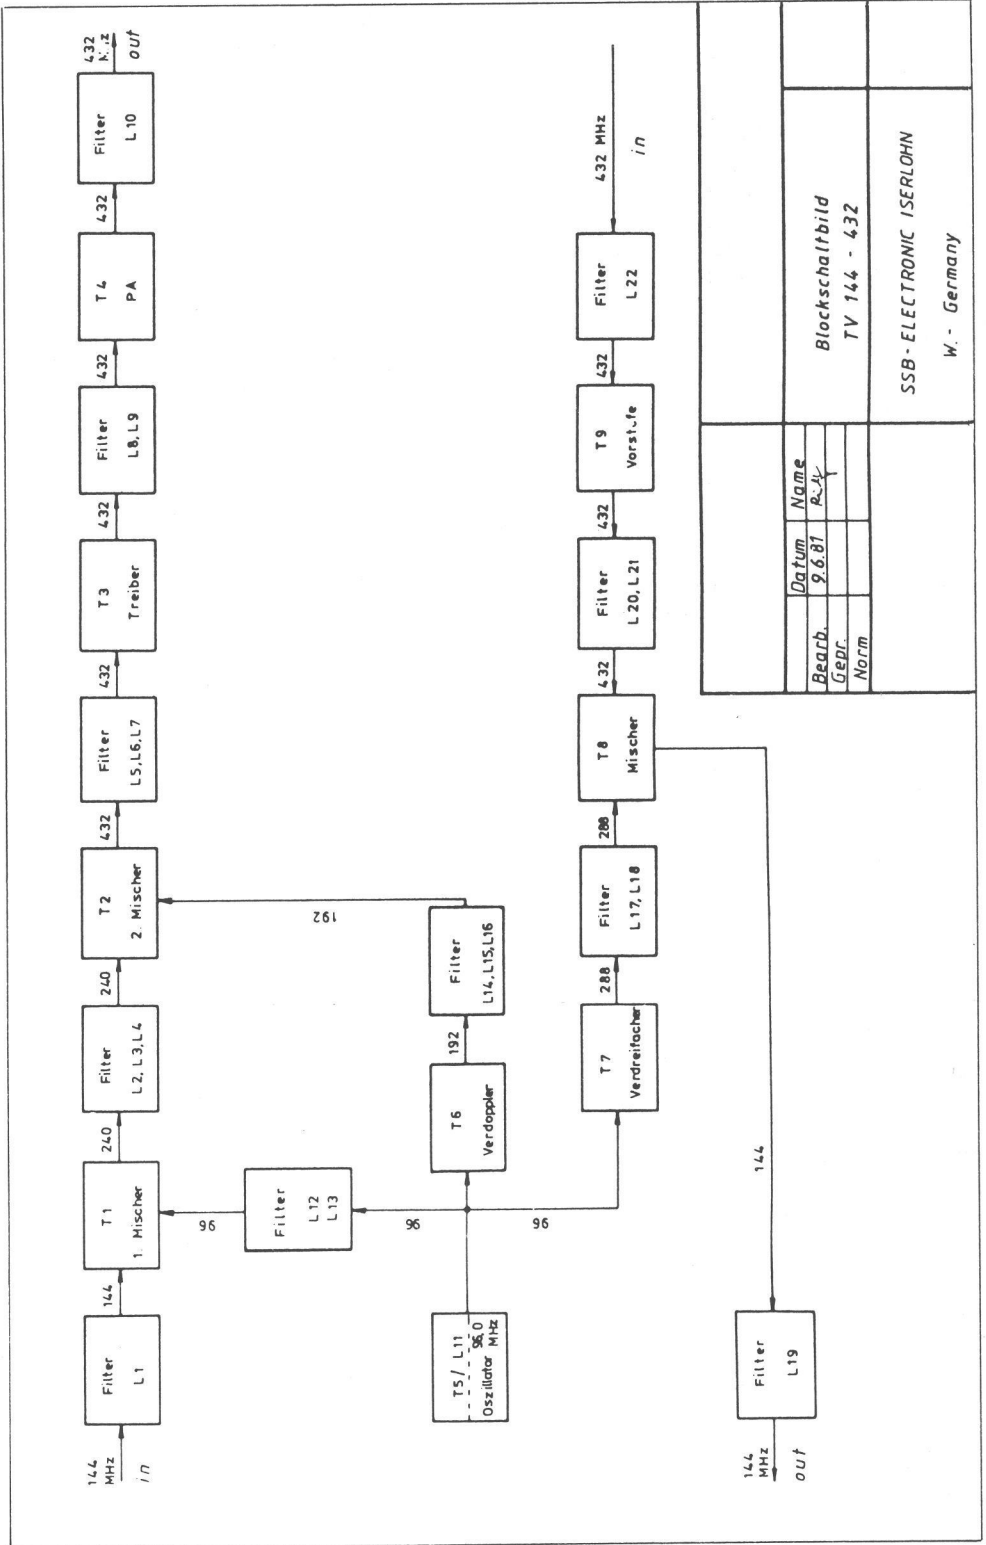 144
MHz
in
Filter
L1
144
T1
1. Mischer
240
Filter
L2, L3, L4
240
T2
2. Mischer
432
Filter
L5, L6, L7
432
T3
Treiber
432
Filter
L8, L9
432
T4
PA
432
Filter
L10
432
out
96
Filter
L12
L13
96
192
T5 / L11
96,0
MHz
Oszillator
T6
Verdoppler
192
Filter
L14, L15, L16
96
T7
Verdreifacher
288
Filter
L17, L18
288
T8
Mischer
432
Filter
L20, L21
432
T9
Vorstufe
432
Filter
L22
432 MHz
in
144
Filter
L19
144
MHz
out
Datum Name
Bearb. 9.6.81
Gepr.
Norm
Blockschaltbild
TV 144 - 432
SSB-ELECTRONIC ISERLOHN
W. - Germany